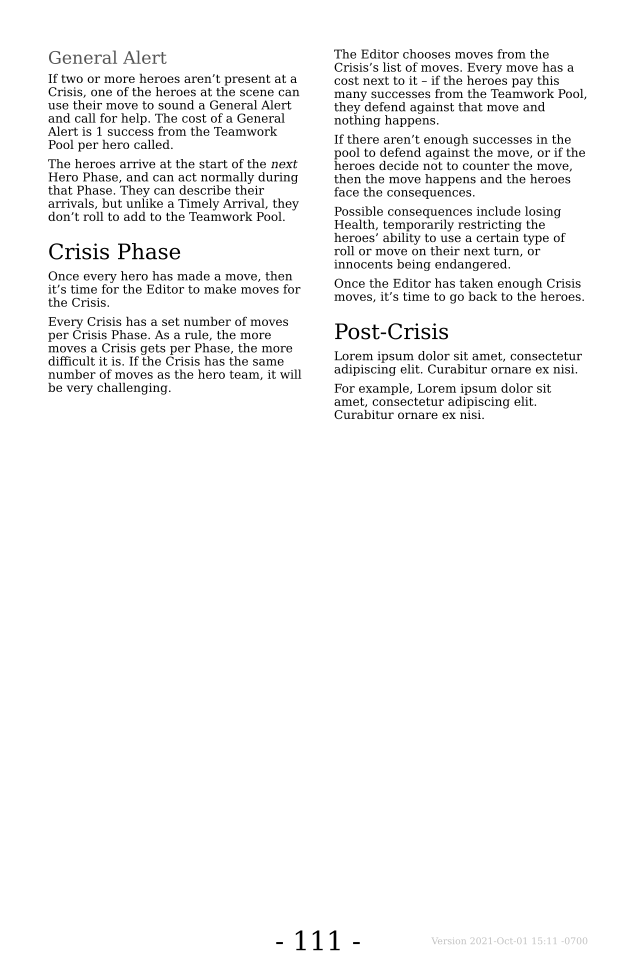 General Alert
If two or more heroes aren’t present at a
Crisis, one of the heroes at the scene can
use their move to sound a General Alert
and call for help. The cost of a General
Alert is 1 success from the Teamwork
Pool per hero called.
The heroes arrive at the start of the next
Hero Phase, and can act normally during
that Phase. They can describe their
arrivals, but unlike a Timely Arrival, they
don’t roll to add to the Teamwork Pool.
Crisis Phase
Once every hero has made a move, then
it’s time for the Editor to make moves for
the Crisis.
Every Crisis has a set number of moves
per Crisis Phase. As a rule, the more
moves a Crisis gets per Phase, the more
difficult it is. If the Crisis has the same
number of moves as the hero team, it will
be very challenging.
The Editor chooses moves from the
Crisis’s list of moves. Every move has a
cost next to it – if the heroes pay this
many successes from the Teamwork Pool,
they defend against that move and
nothing happens.
If there aren’t enough successes in the
pool to defend against the move, or if the
heroes decide not to counter the move,
then the move happens and the heroes
face the consequences.
Possible consequences include losing
Health, temporarily restricting the
heroes’ ability to use a certain type of
roll or move on their next turn, or
innocents being endangered.
Once the Editor has taken enough Crisis
moves, it’s time to go back to the heroes.
Post-Crisis
Lorem ipsum dolor sit amet, consectetur
adipiscing elit. Curabitur ornare ex nisi.
For example, Lorem ipsum dolor sit
amet, consectetur adipiscing elit.
Curabitur ornare ex nisi.
- 111 -
Version 2021-Oct-01 15:11 -0700